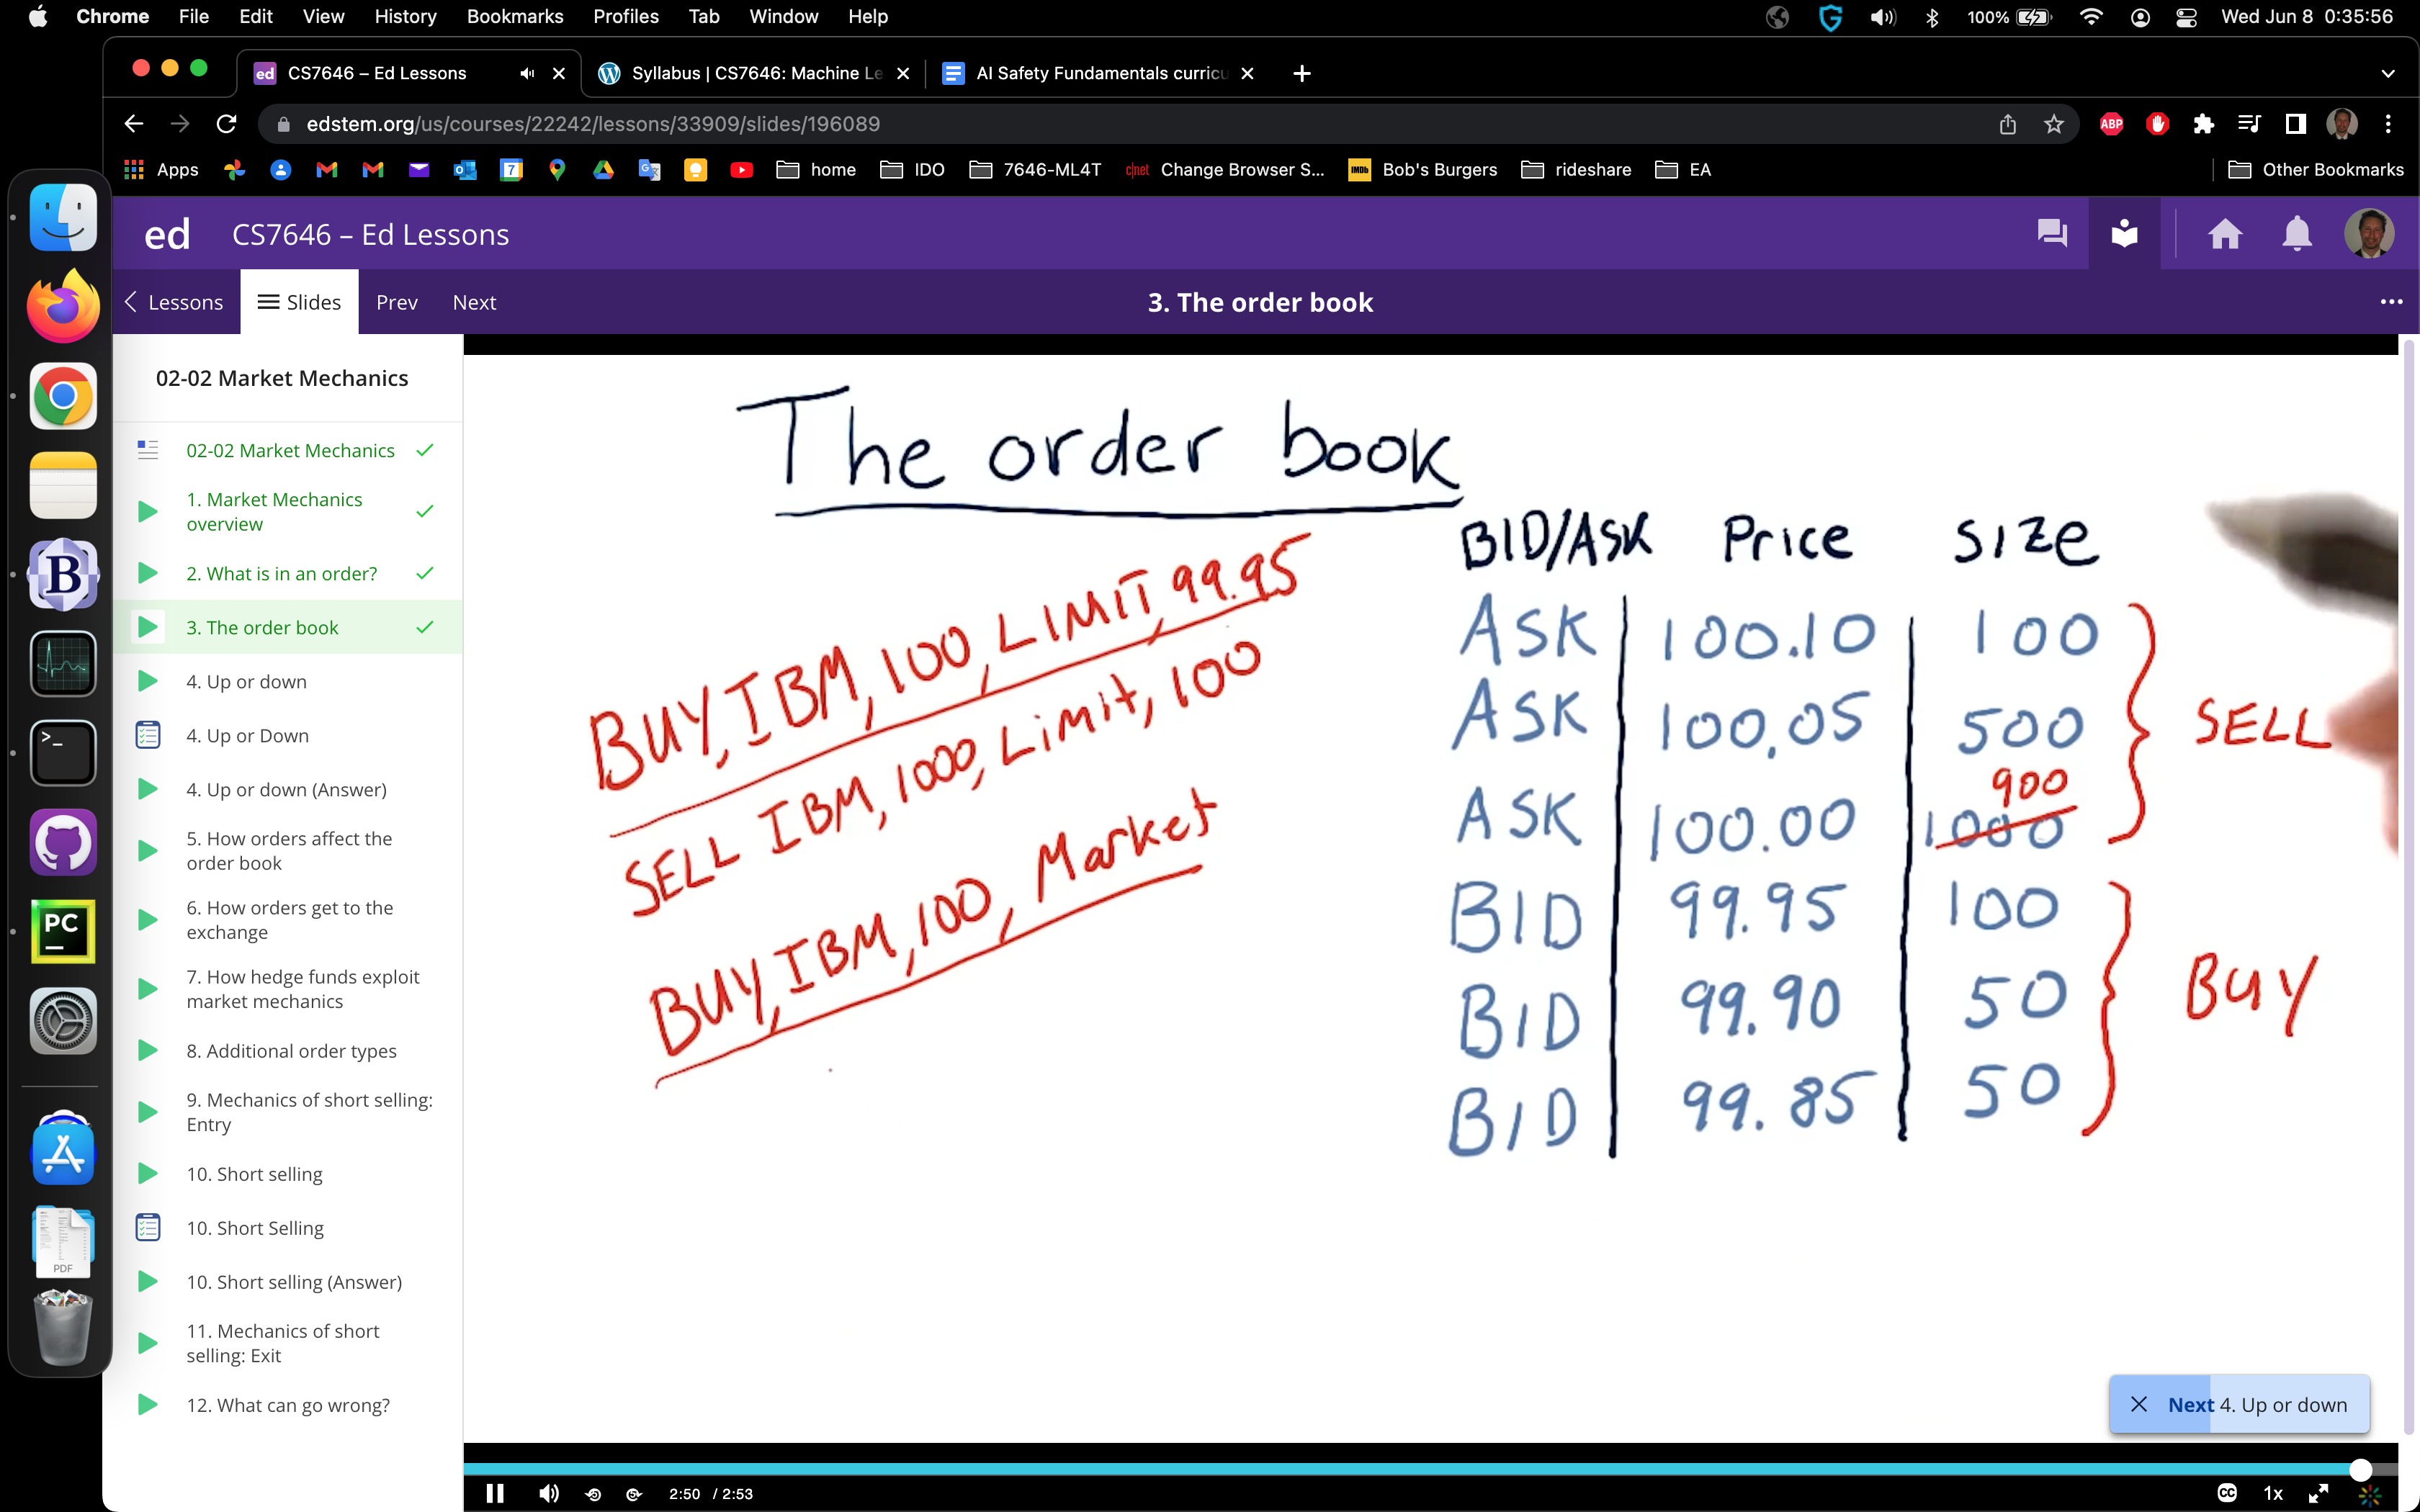 Chrome File Edit View History Bookmarks Profiles Tab Window Help 100% Wed Jun 8 0:35:56
ed CS7646 – Ed Lessons Syllabus | CS7646: Machine Le AI Safety Fundamentals curricu
edstem.org/us/courses/22242/lessons/33909/slides/196089 ABP
Apps 7 home IDO 7646-ML4T c|net Change Browser S... IMDb Bob's Burgers rideshare EA Other Bookmarks
ed CS7646 – Ed Lessons
Lessons Slides Prev Next 3. The order book
02-02 Market Mechanics
02-02 Market Mechanics
1. Market Mechanics
overview
2. What is in an order?
3. The order book
4. Up or down
4. Up or Down
4. Up or down (Answer)
5. How orders affect the
order book
6. How orders get to the
exchange
7. How hedge funds exploit
market mechanics
8. Additional order types
9. Mechanics of short selling:
Entry
10. Short selling
10. Short Selling
10. Short selling (Answer)
11. Mechanics of short
selling: Exit
12. What can go wrong?
The order book
BUY, IBM, 100, LIMIT, 99.95
SELL IBM, 1000, Limit, 100
BUY, IBM, 100, Market
BID/ASK Price SIZE
ASK 100.10 100
ASK 100.05 500
900
ASK 100.00 1000
BID 99.95 100
BID 99.90 50
BID 99.85 50
SELL
BUY
Next 4. Up or down
2:50 / 2:53 CC 1x
B
>_
PC
PDF